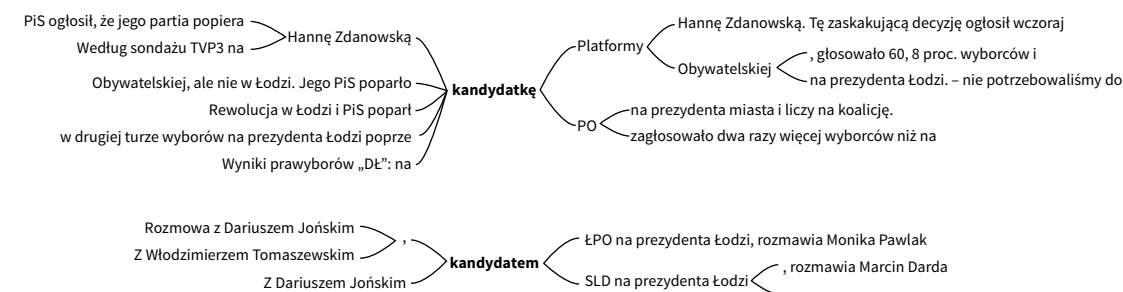 PiS ogłosił, że jego partia popiera
Według sondażu TVP3 na
Hannę Zdanowską
Obywatelskiej, ale nie w Łodzi. Jego PiS poparło
Rewolucja w Łodzi i PiS poparł
w drugiej turze wyborów na prezydenta Łodzi poprze
Wyniki prawyborów „DŁ”: na
kandydatkę
Platformy
Hannę Zdanowską. Tę zaskakującą decyzję ogłosił wczoraj
Obywatelskiej
, głosowało 60, 8 proc. wyborców i
na prezydenta Łodzi. – nie potrzebowaliśmy do
PO
na prezydenta miasta i liczy na koalicję.
zagłosowało dwa razy więcej wyborców niż na
Rozmowa z Dariuszem Jońskim
Z Włodzimierzem Tomaszewskim
,
Z Dariuszem Jońskim
kandydatem
ŁPO na prezydenta Łodzi, rozmawia Monika Pawlak
SLD na prezydenta Łodzi
, rozmawia Marcin Darda